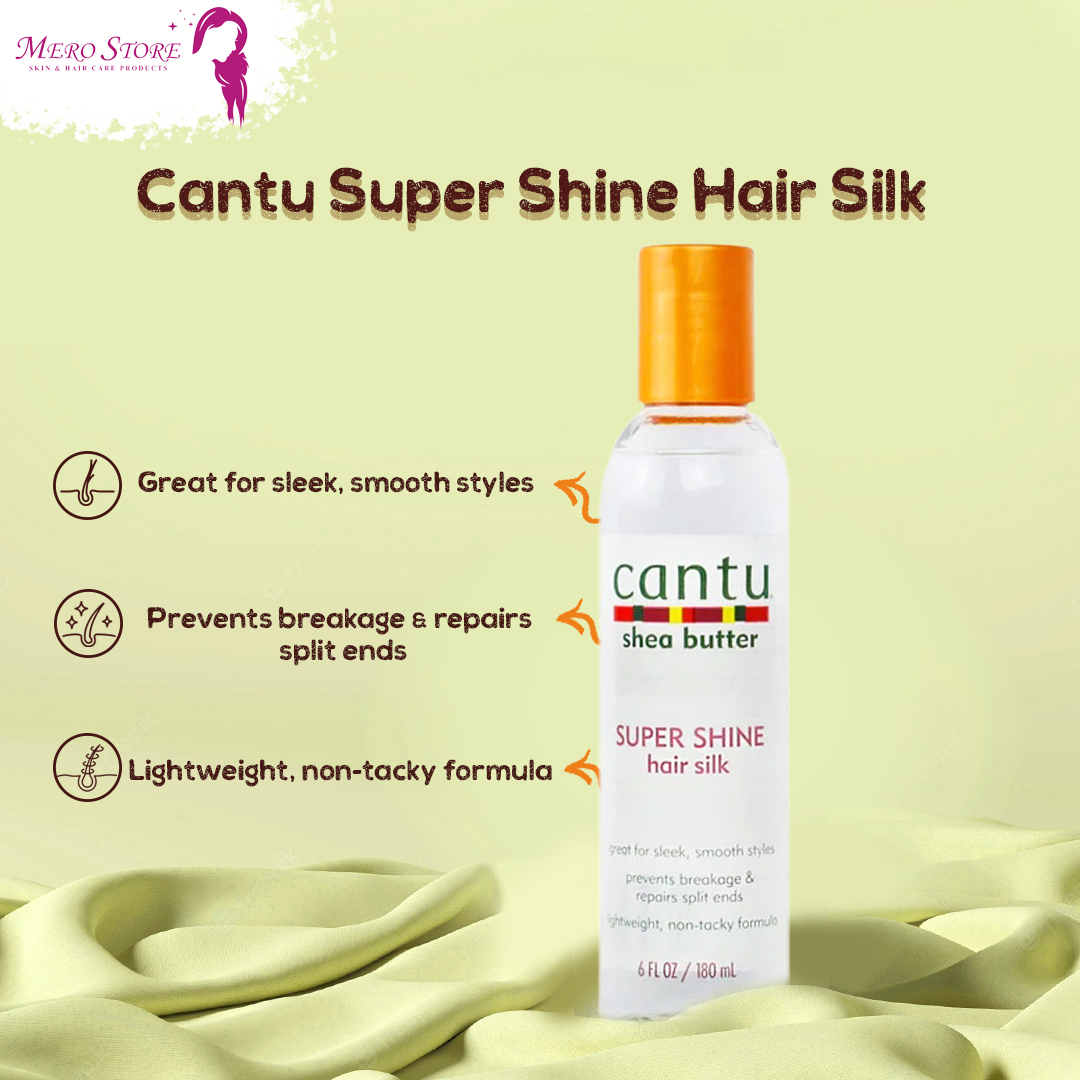 MERO STORE
SKIN & HAIR CARE PRODUCTS
Cantu Super Shine Hair Silk
Great for sleek, smooth styles
Prevents breakage & repairs
split ends
Lightweight, non-tacky formula
cantu
shea butter
SUPER SHINE
hair silk
great for sleek, smooth styles
prevents breakage &
repairs split ends
lightweight, non-tacky formula
6 FL OZ / 180 mL